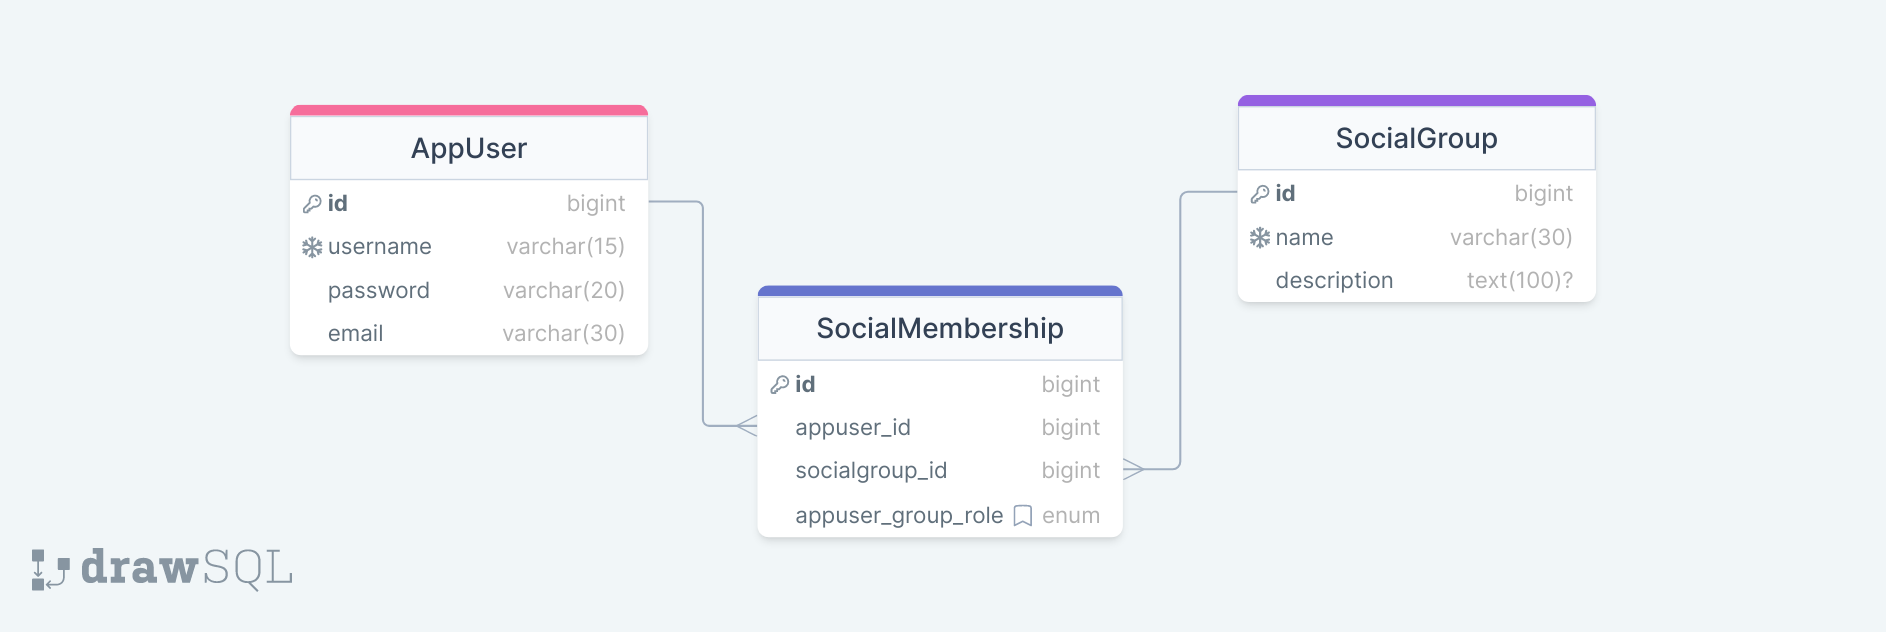 AppUser
id bigint
username varchar(15)
password varchar(20)
email varchar(30)
SocialMembership
id bigint
appuser_id bigint
socialgroup_id bigint
appuser_group_role enum
SocialGroup
id bigint
name varchar(30)
description text(100)?
drawSQL